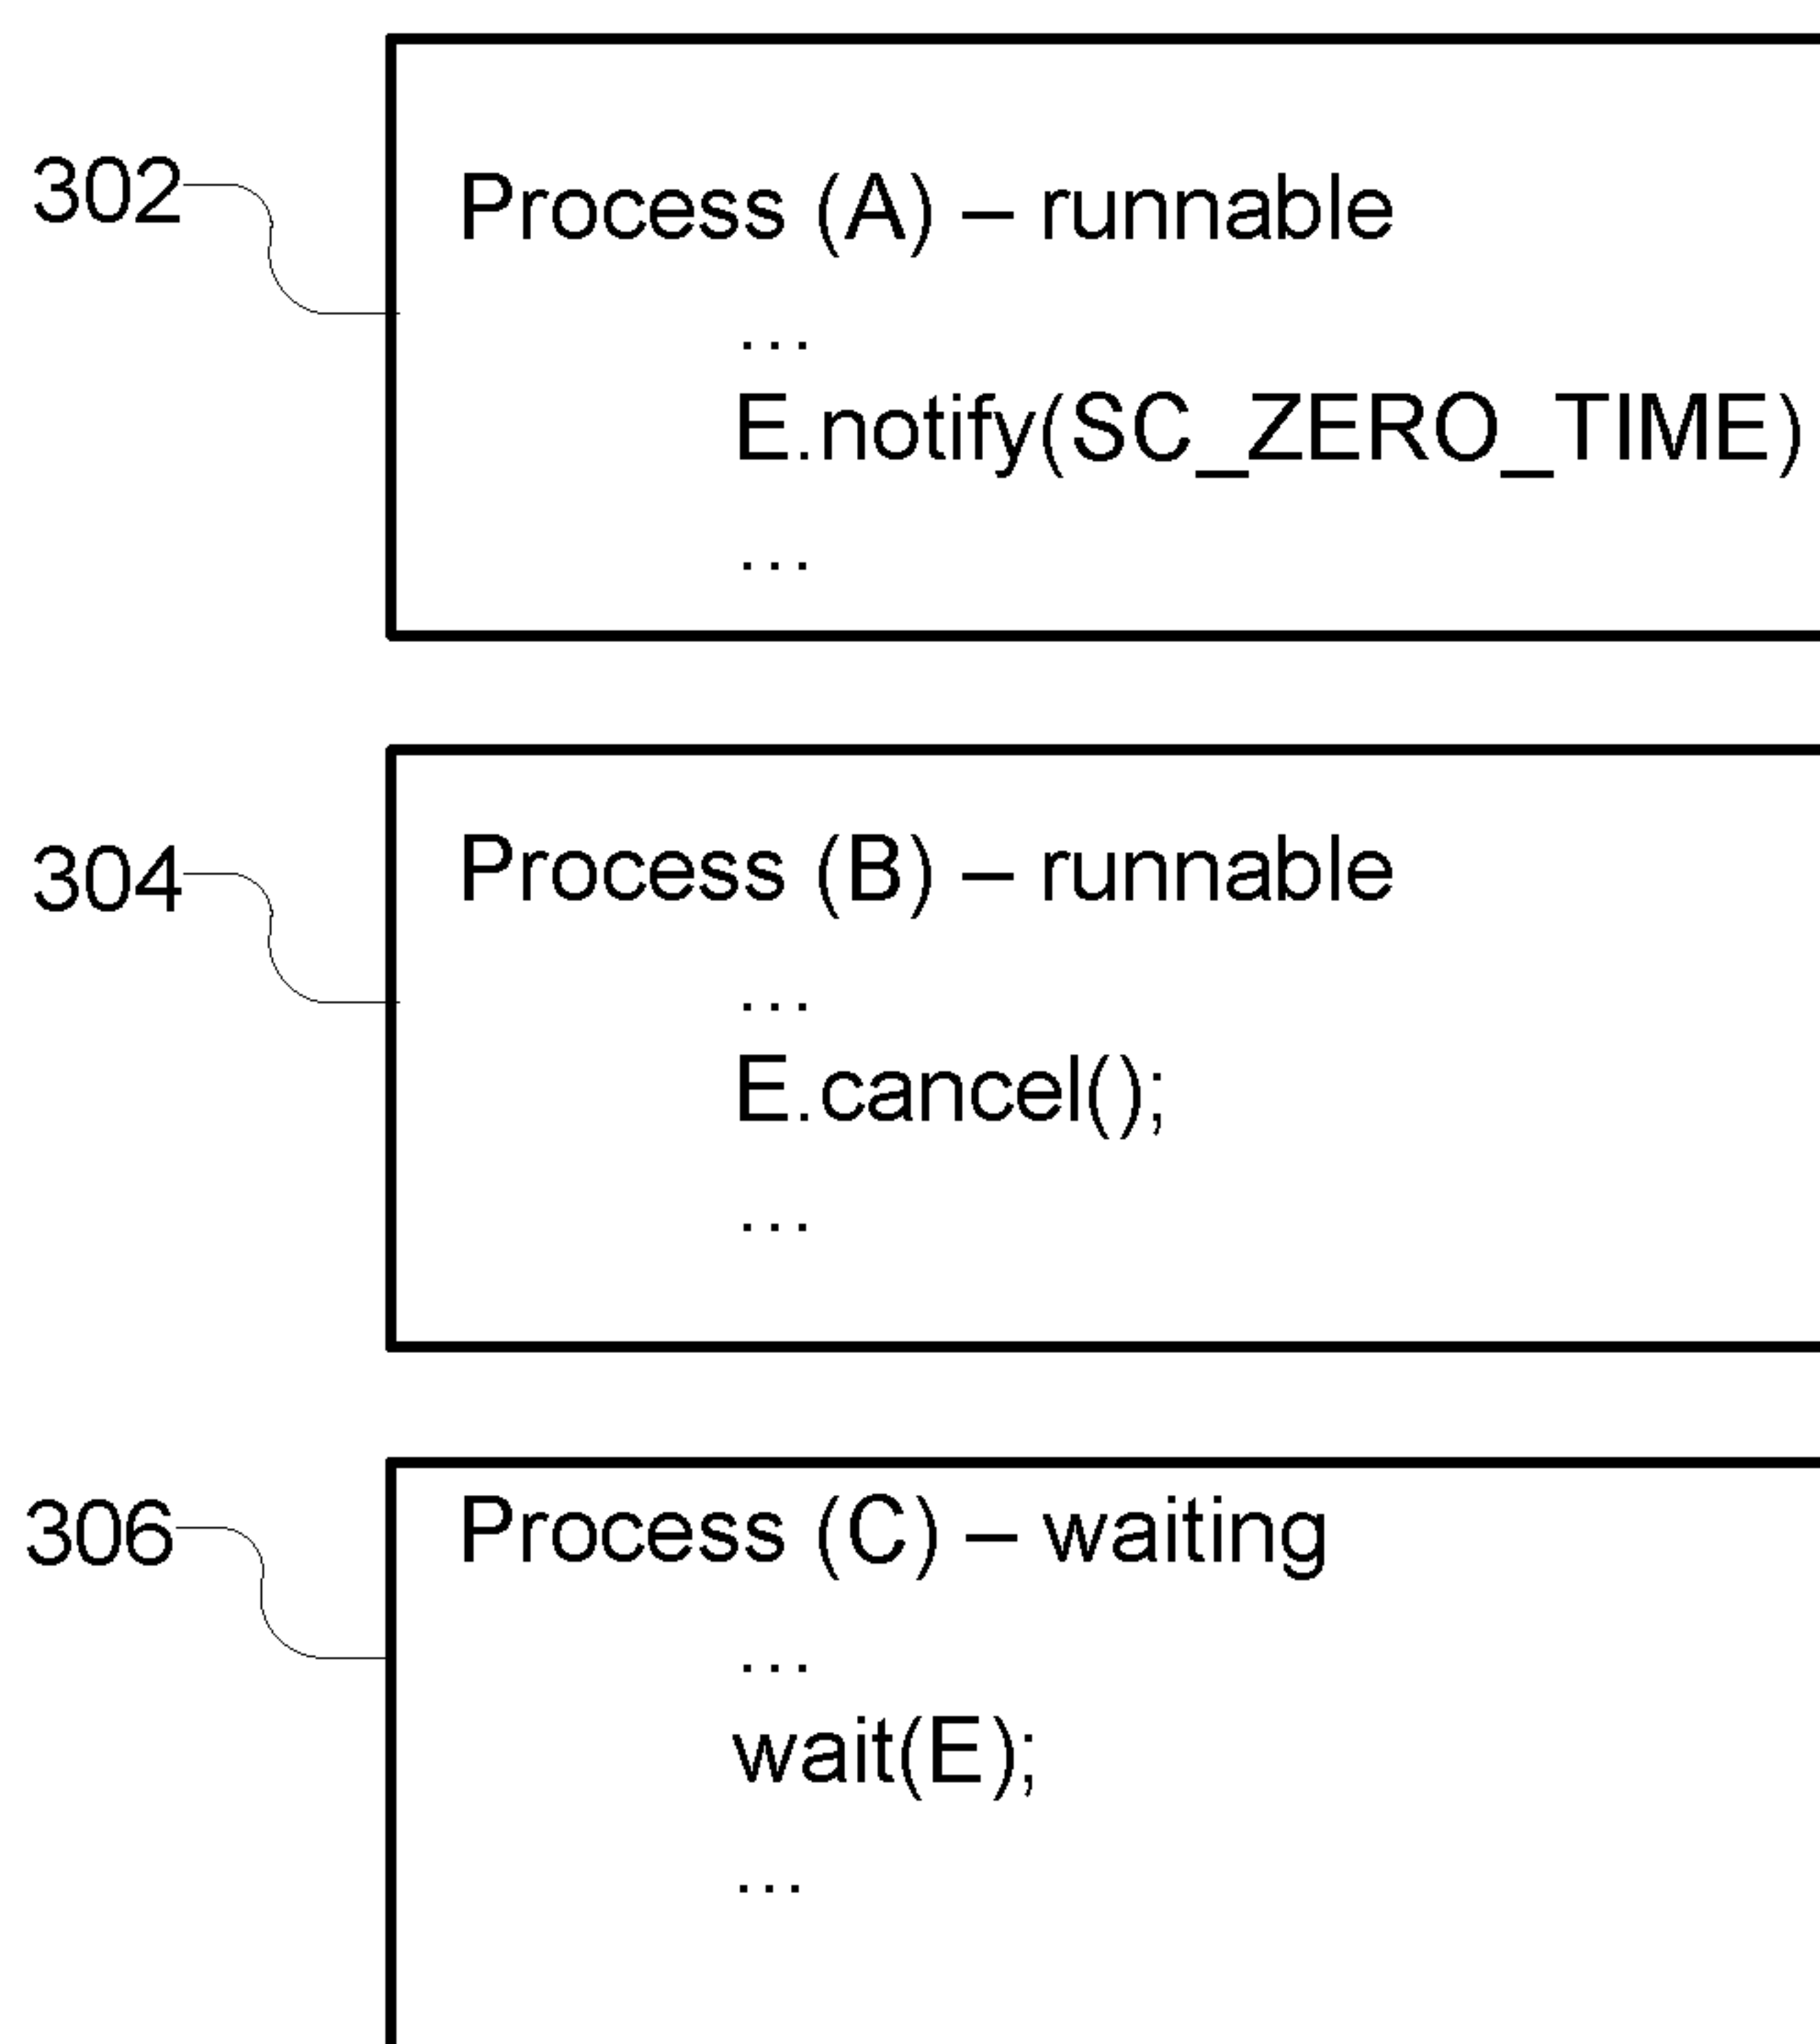 302
Process (A) – runnable
...
E.notify(SC_ZERO_TIME)
...
304
Process (B) – runnable
...
E.cancel();
...
306
Process (C) – waiting
...
wait(E);
...